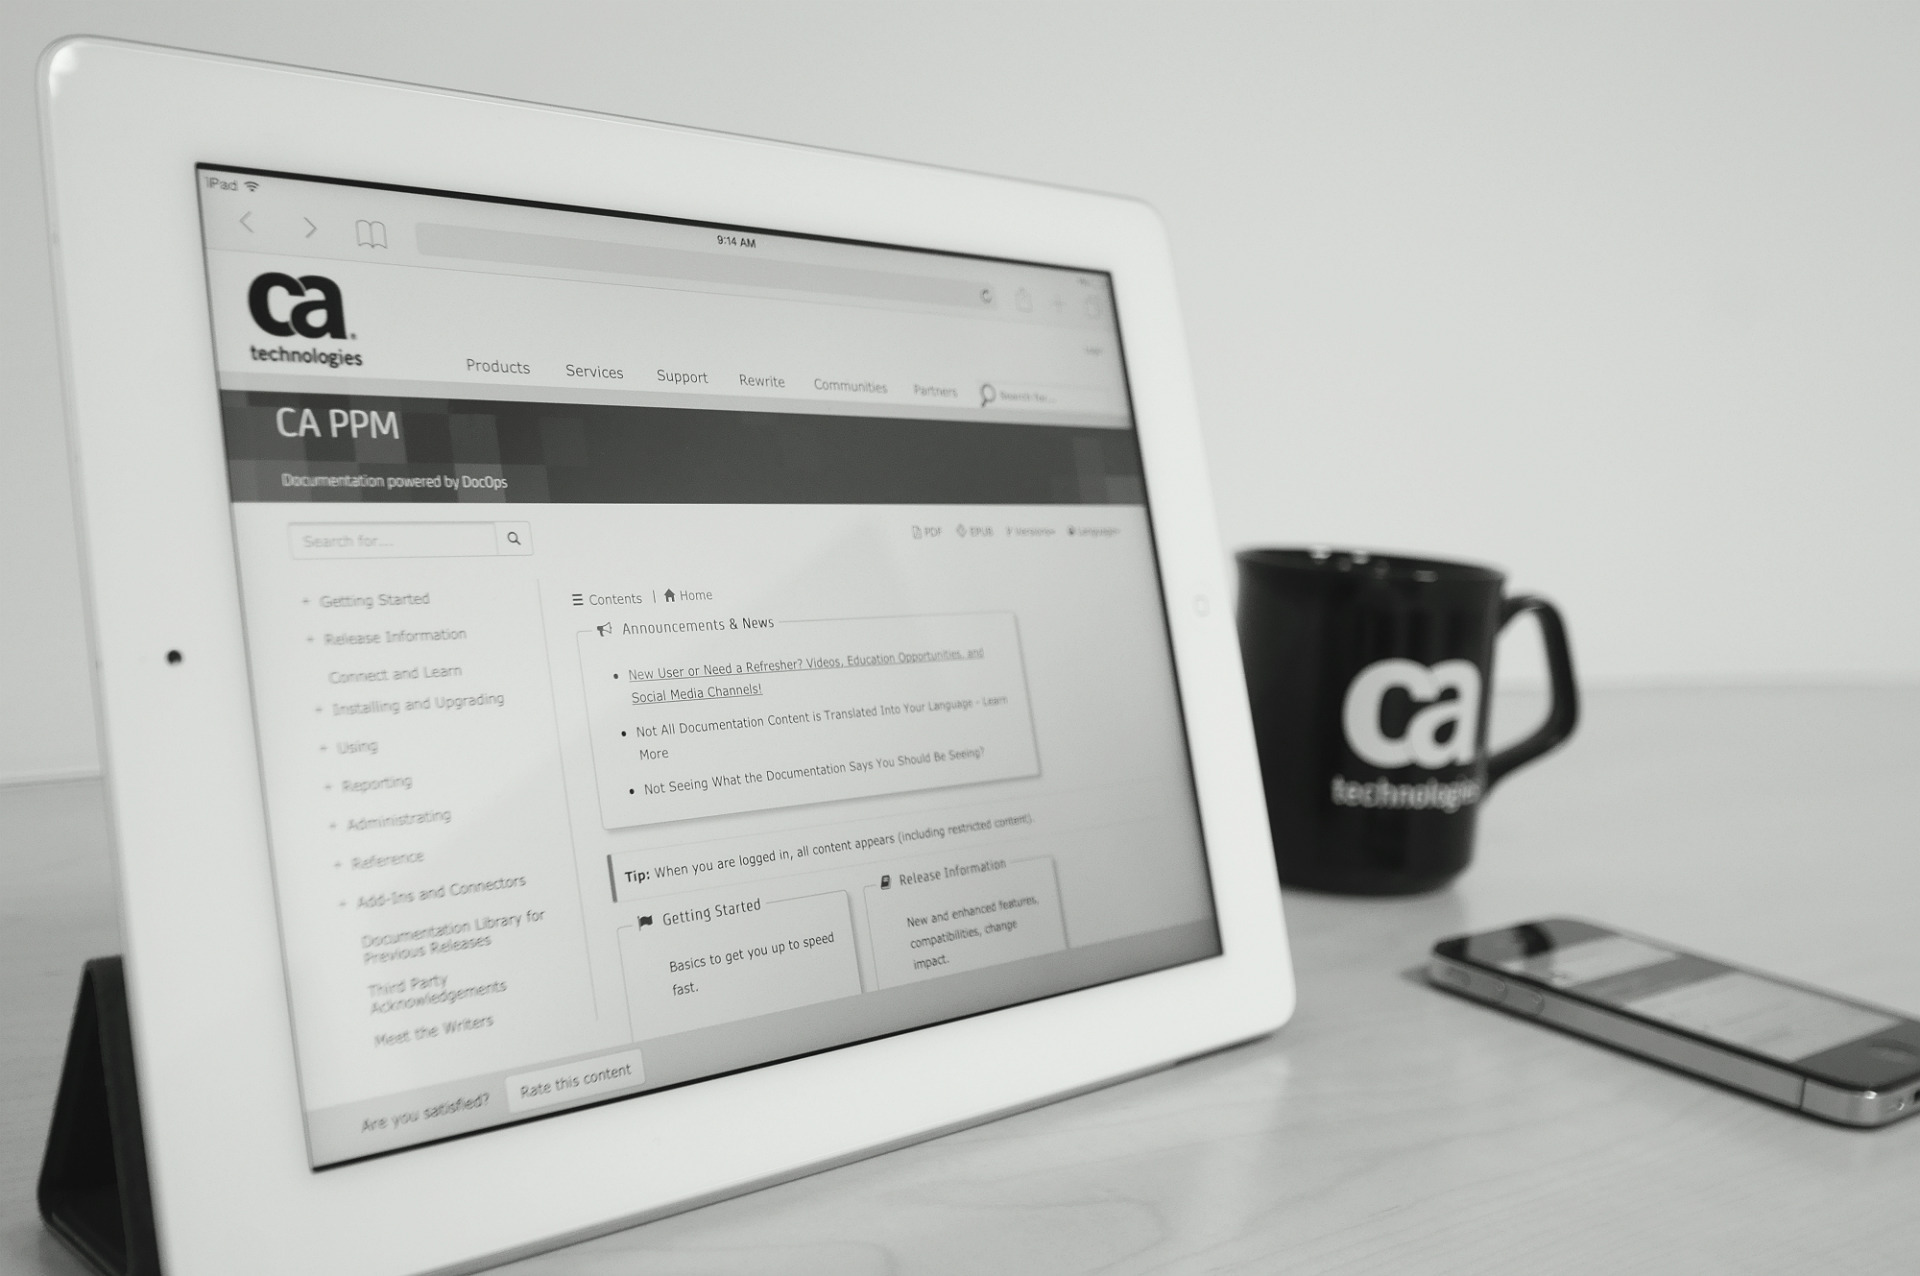 iPad
9:14 AM
ca
technologies
Products Services Support Rewrite Communities Partners
Search for...
CA PPM
Documentation powered by DocOps
Search for...
PDF EPUB Versions Languages
+ Getting Started
+ Release Information
Connect and Learn
+ Installing and Upgrading
+ Using
+ Reporting
+ Administrating
+ Reference
+ Add-Ins and Connectors
Documentation Library for
Previous Releases
Third Party
Acknowledgements
Meet the Writers
Contents | Home
Announcements & News
• New User or Need a Refresher? Videos, Education Opportunities, and
Social Media Channels!
• Not All Documentation Content is Translated Into Your Language - Learn
More
• Not Seeing What the Documentation Says You Should Be Seeing?
Tip: When you are logged in, all content appears (including restricted content).
Getting Started
Basics to get you up to speed
fast.
Release Information
New and enhanced features,
compatibilities, change
impact.
Are you satisfied? Rate this content
ca
technologies